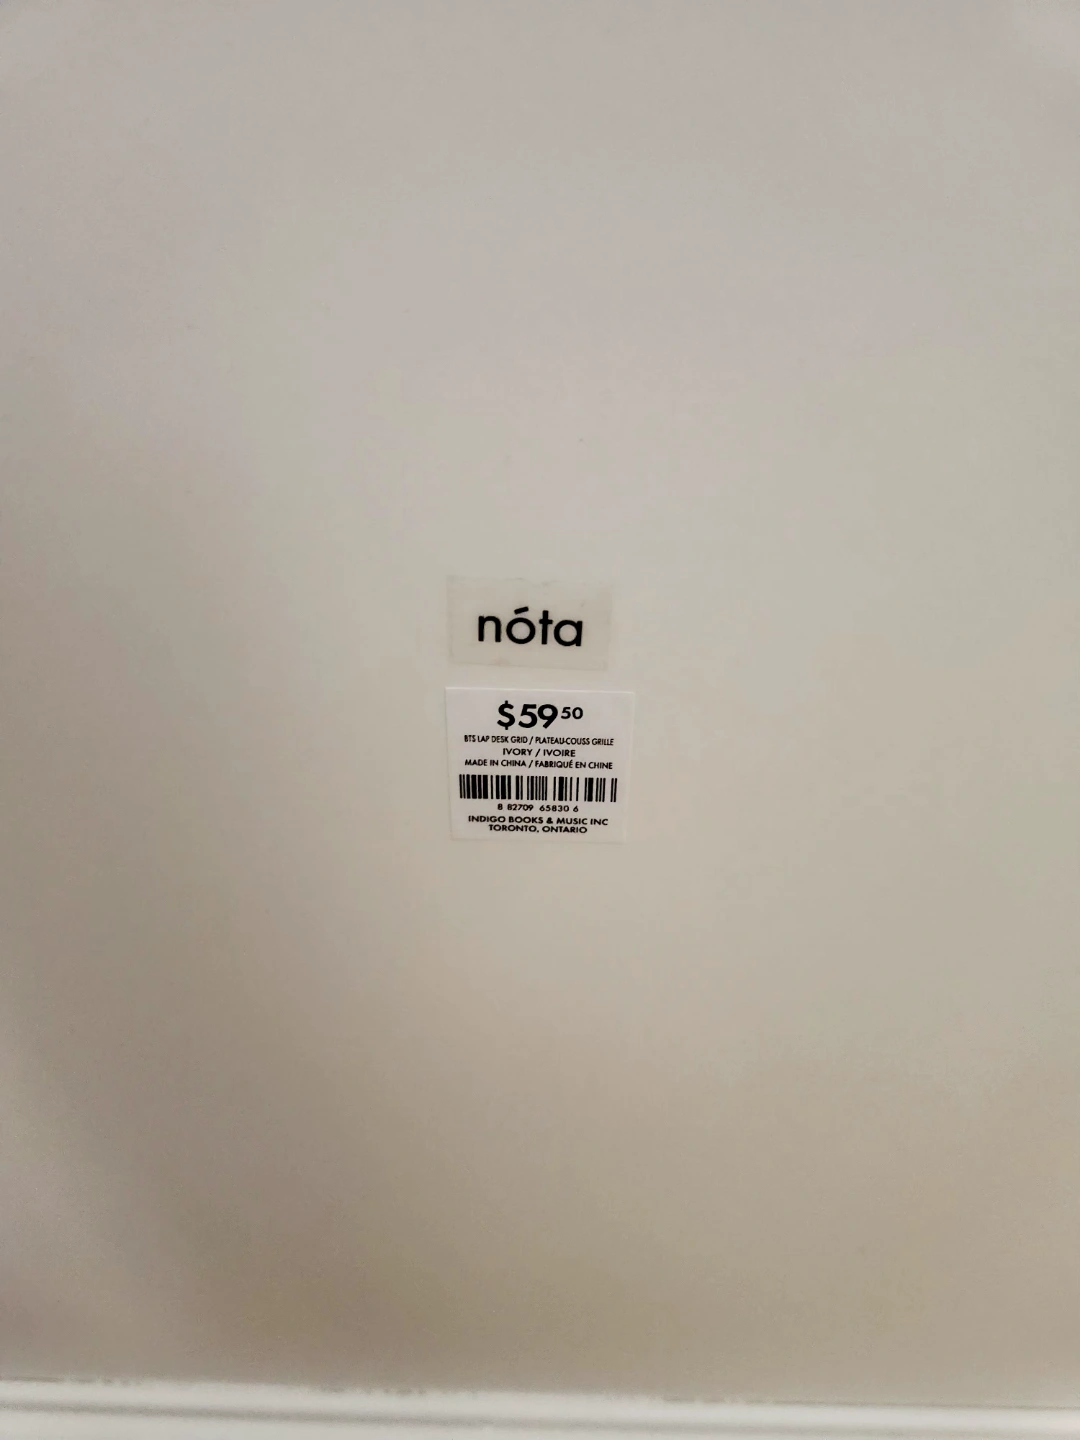 nóta
$59 50
BTS LAP DESK GRID / PLATEAU-COUSS GRILLE
IVORY / IVOIRE
MADE IN CHINA / FABRIQUÉ EN CHINE
8 82709 65830 6
INDIGO BOOKS & MUSIC INC
TORONTO, ONTARIO